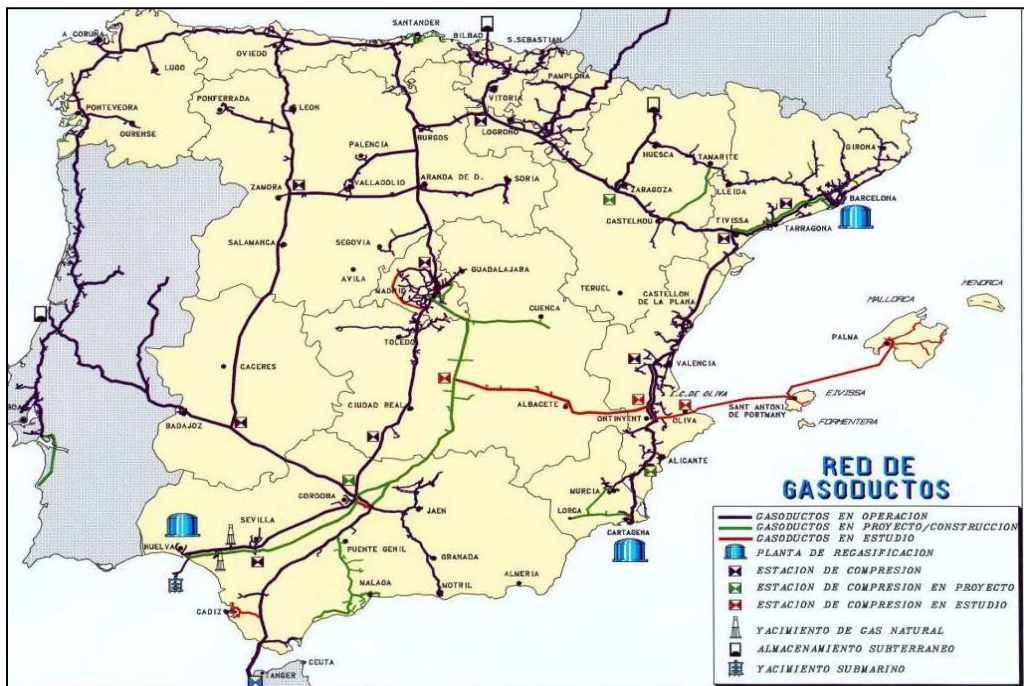 A CORUÑA
LUGO
OVIEDO
SANTANDER
BILBAO
S.SEBASTIAN
VITORIA
PAMPLONA
PONTEVEDRA
OURENSE
PONFERRADA
LEON
BURGOS
LOGROÑO
PALENCIA
HUESCA
TAMARITE
GIRONA
ZAMORA
VALLADOLID
ARANDA DE D.
SORIA
ZARAGOZA
LLEIDA
BARCELONA
CASTELNOU
TIVISSA
TARRAGONA
SALAMANCA
SEGOVIA
AVILA
MADRID
GUADALAJARA
TERUEL
CASTELLON
DE LA PLANA
CUENCA
TOLEDO
MENORCA
MALLORCA
PALMA
CACERES
VALENCIA
CIUDAD REAL
ALBACETE
E.C.DE OLIVA
ONTINYENT
OLIVA
SANT ANTONI
DE PORTMANY
EIVISSA
FORMENTERA
BADAJOZ
ALICANTE
CORDOBA
JAEN
MURCIA
LORCA
CARTAGENA
HUELVA
SEVILLA
PUENTE GENIL
GRANADA
MALAGA
MOTRIL
ALMERIA
CADIZ
CEUTA
TANGER
RED DE
GASODUCTOS
GASODUCTOS EN OPERACION
GASODUCTOS EN PROYECTO/CONSTRUCCION
GASODUCTOS EN ESTUDIO
PLANTA DE REGASIFICACION
ESTACION DE COMPRESION
ESTACION DE COMPRESION EN PROYECTO
ESTACION DE COMPRESION EN ESTUDIO
YACIMIENTO DE GAS NATURAL
ALMACENAMIENTO SUBTERRANEO
YACIMIENTO SUBMARINO